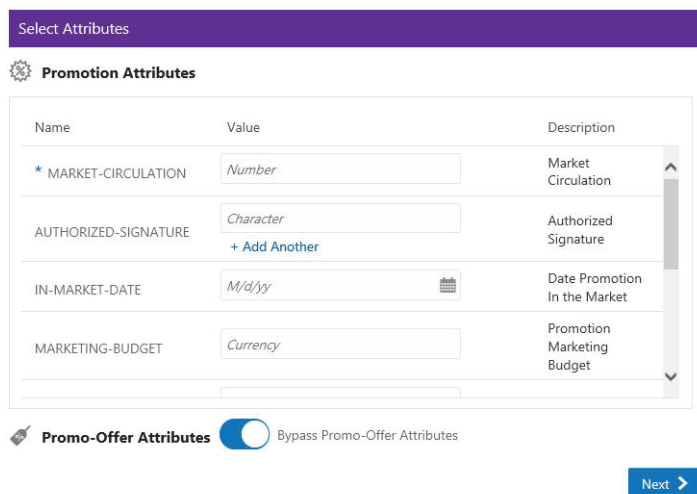 Select Attributes
Promotion Attributes
Name Value Description
* MARKET-CIRCULATION Number Market
Circulation
AUTHORIZED-SIGNATURE Character Authorized
Signature
+ Add Another
IN-MARKET-DATE M/d/yy Date Promotion
In the Market
MARKETING-BUDGET Currency Promotion
Marketing
Budget
Promo-Offer Attributes Bypass Promo-Offer Attributes
Next